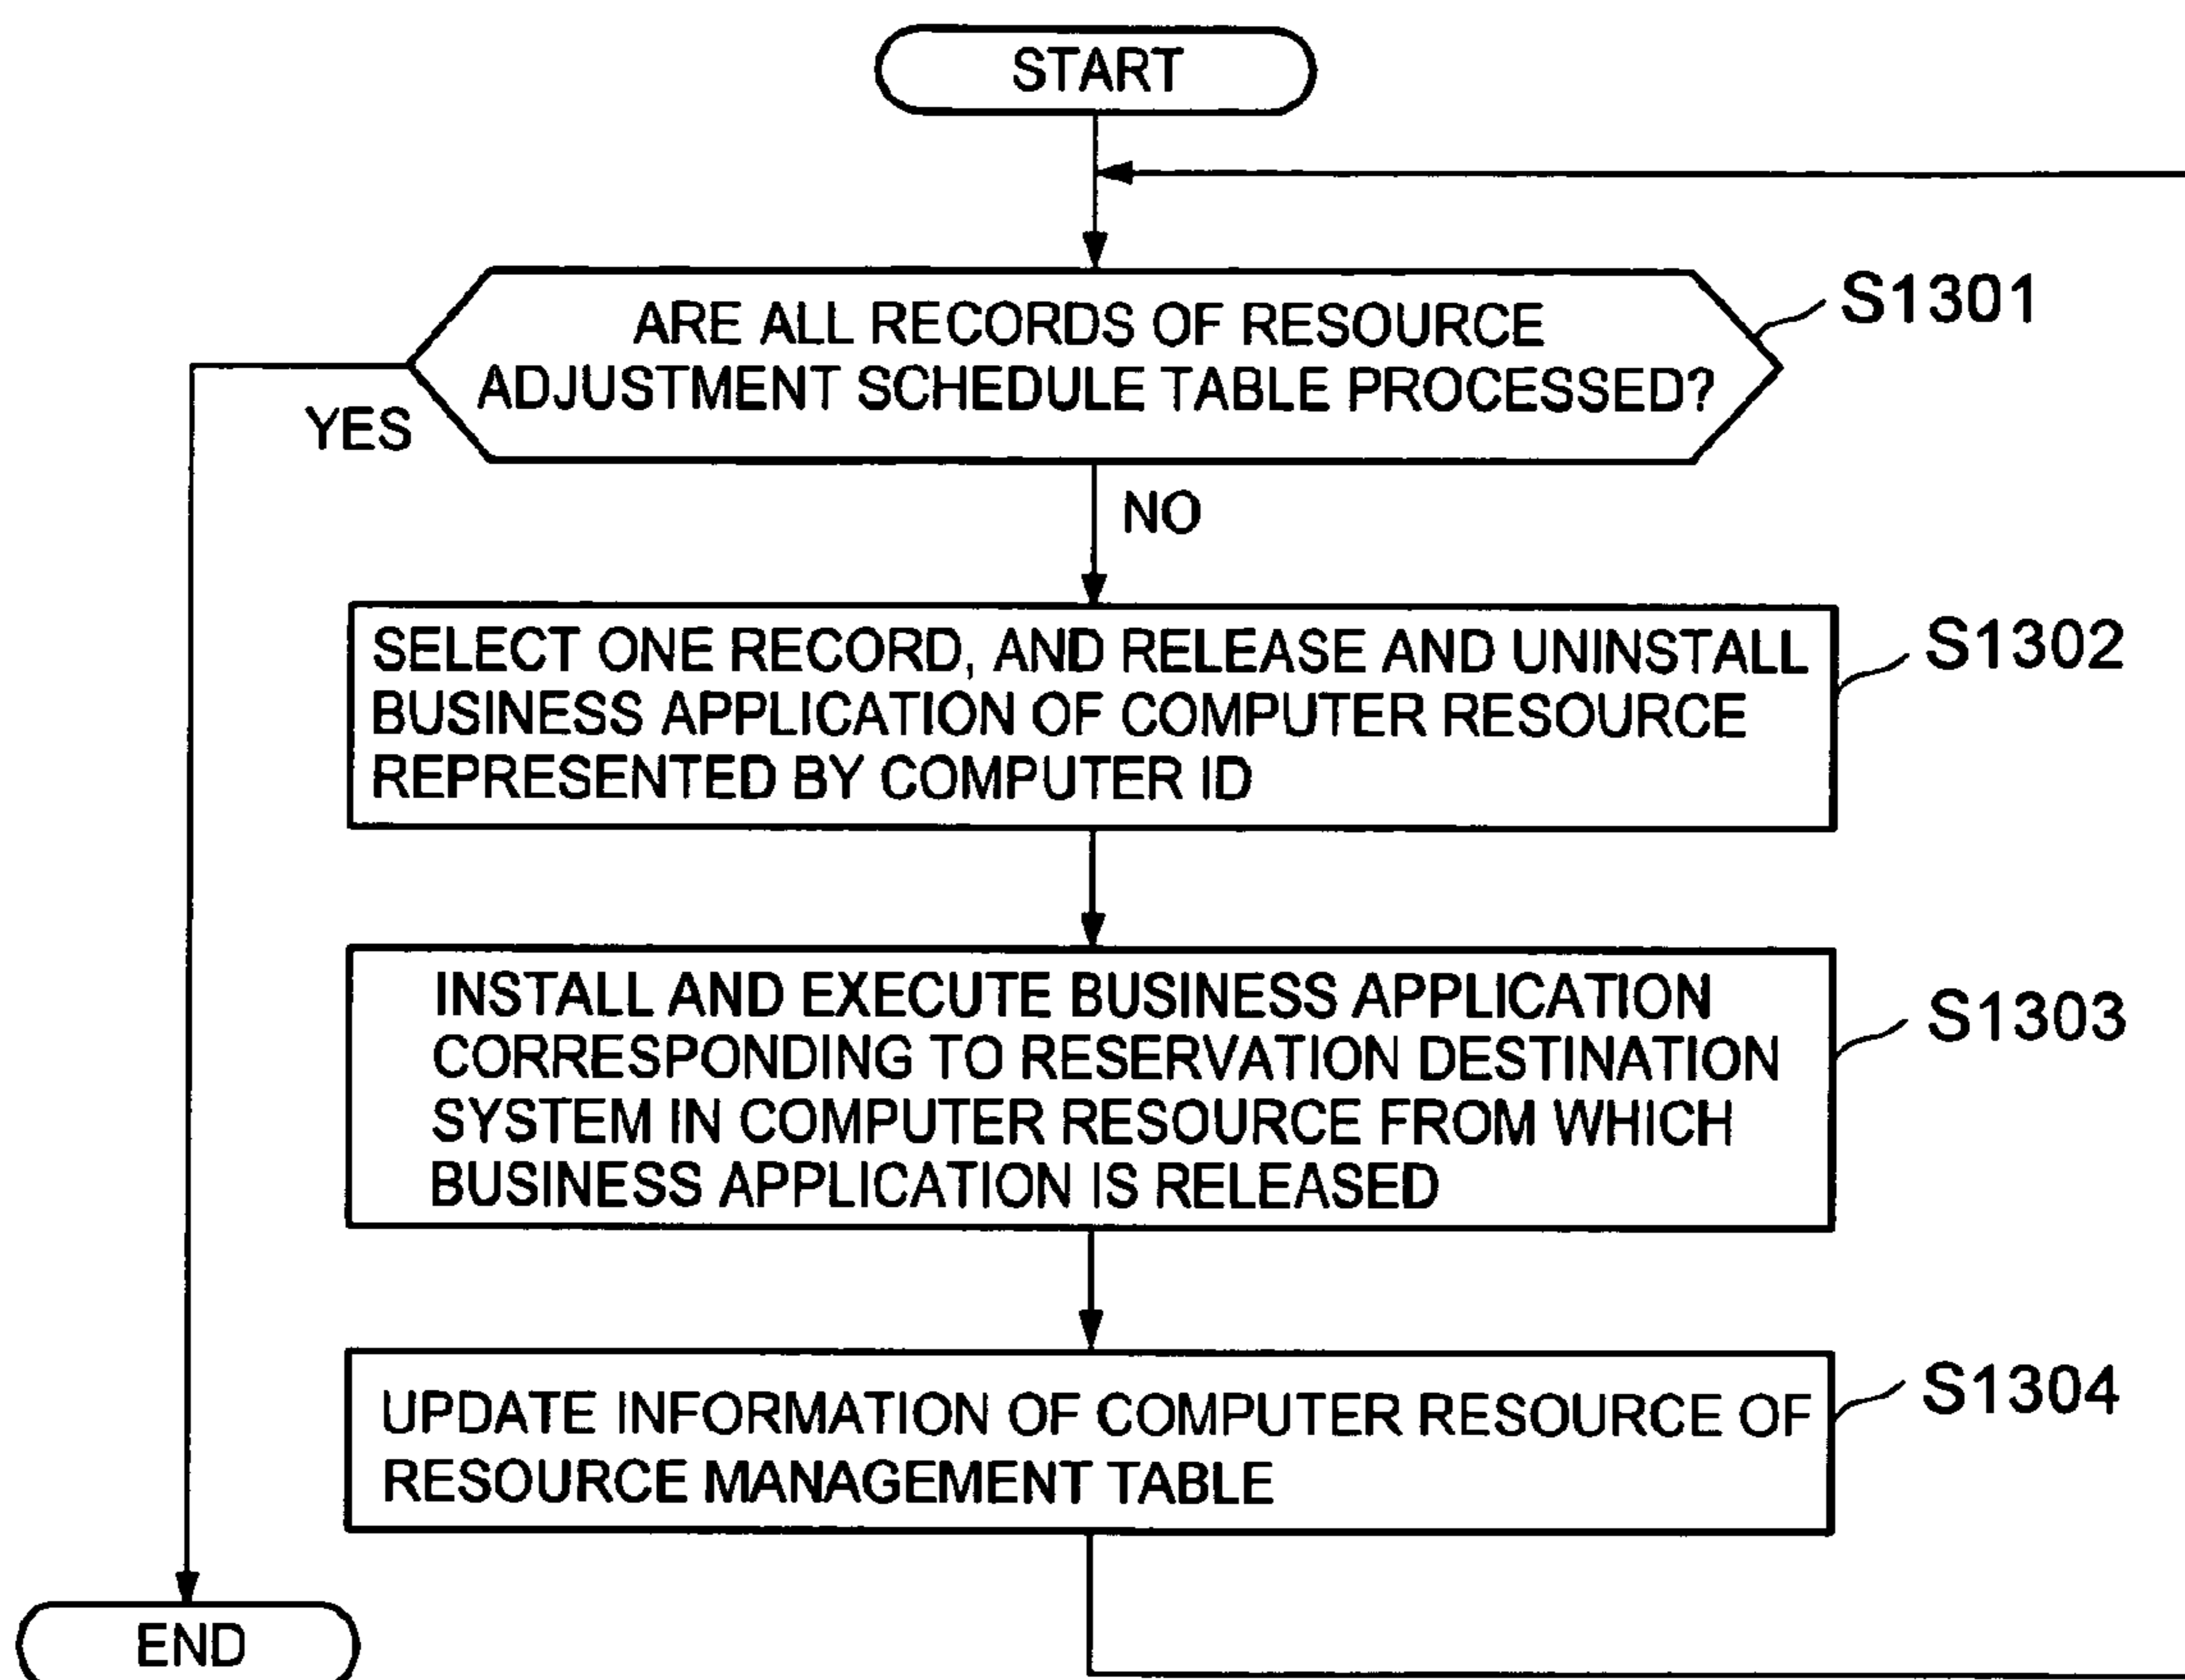 START
ARE ALL RECORDS OF RESOURCE
ADJUSTMENT SCHEDULE TABLE PROCESSED?
S1301
YES
NO
SELECT ONE RECORD, AND RELEASE AND UNINSTALL
BUSINESS APPLICATION OF COMPUTER RESOURCE
REPRESENTED BY COMPUTER ID
S1302
INSTALL AND EXECUTE BUSINESS APPLICATION
CORRESPONDING TO RESERVATION DESTINATION
SYSTEM IN COMPUTER RESOURCE FROM WHICH
BUSINESS APPLICATION IS RELEASED
S1303
UPDATE INFORMATION OF COMPUTER RESOURCE OF
RESOURCE MANAGEMENT TABLE
S1304
END